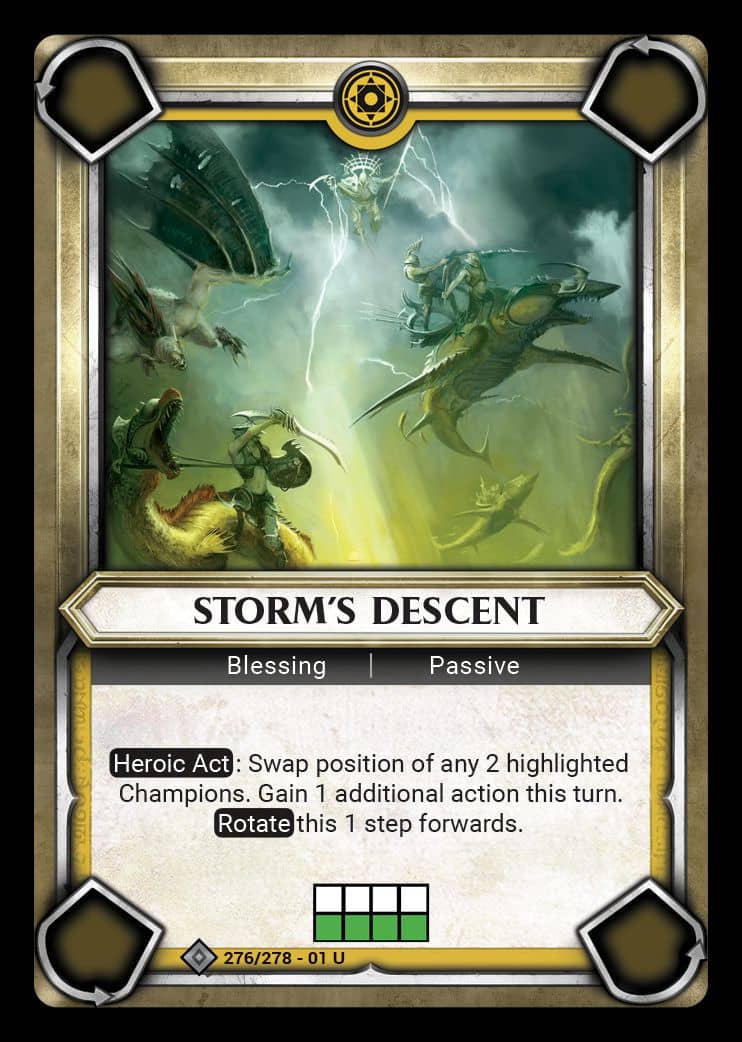 STORM'S DESCENT
Blessing | Passive
Heroic Act: Swap position of any 2 highlighted
Champions. Gain 1 additional action this turn.
Rotate this 1 step forwards.
276/278 - 01 U